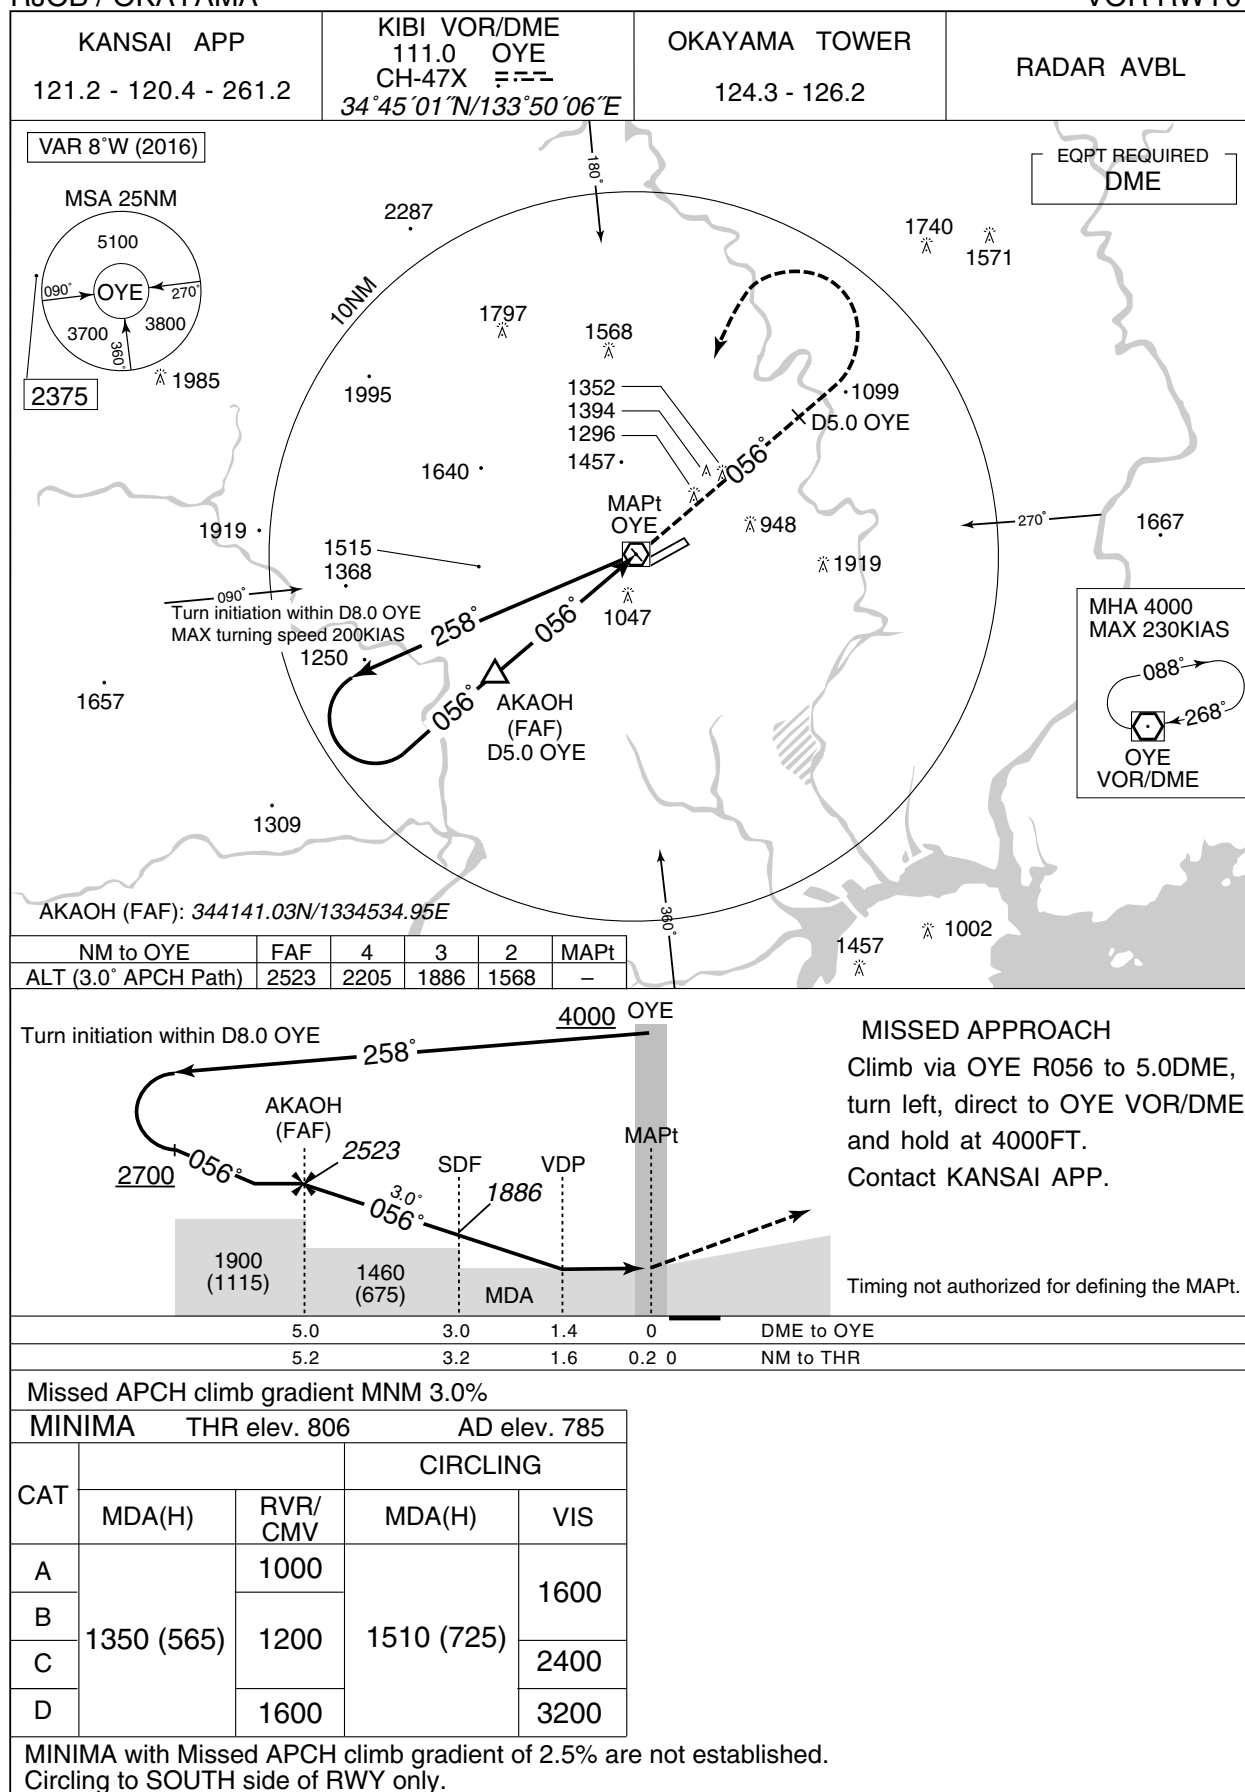 RJOB / OKAYAMA
VOR RWY 0
KANSAI APP
121.2 - 120.4 - 261.2
KIBI VOR/DME
111.0 OYE
CH-47X
34°45´01˝N/133°50´06˝E
OKAYAMA TOWER
124.3 - 126.2
RADAR AVBL
VAR 8°W (2016)
EQPT REQUIRED
DME
MSA 25NM
5100
090°
OYE
270°
3700
3800
360°
2375
1985
2287
180°
1740
1571
10NM
1797
1568
1995
1352
1394
1296
1099
D5.0 OYE
056°
1640
1457
MAPt
OYE
948
1919
270°
1667
1919
1515
1368
090°
Turn initiation within D8.0 OYE
MAX turning speed 200KIAS
258°
056°
1047
1250
1657
056°
AKAOH
(FAF)
D5.0 OYE
MHA 4000
MAX 230KIAS
088°
268°
OYE
VOR/DME
1309
360°
1002
1457
AKAOH (FAF): 344141.03N/1334534.95E
NM to OYE FAF 4 3 2 MAPt
ALT (3.0° APCH Path) 2523 2205 1886 1568 –
Turn initiation within D8.0 OYE
4000
OYE
258°
AKAOH
(FAF)
2523
2700
056°
SDF
VDP
MAPt
3.0°
056°
1886
1900
(1115)
1460
(675)
MDA
MISSED APPROACH
Climb via OYE R056 to 5.0DME,
turn left, direct to OYE VOR/DME
and hold at 4000FT.
Contact KANSAI APP.
Timing not authorized for defining the MAPt.
5.0 3.0 1.4 0 DME to OYE
5.2 3.2 1.6 0.2 0 NM to THR
Missed APCH climb gradient MNM 3.0%
MINIMA THR elev. 806 AD elev. 785
CAT
CIRCLING
MDA(H)
RVR/
CMV
MDA(H)
VIS
A
B
C
D
1350 (565)
1000
1200
1600
1510 (725)
1600
2400
3200
MINIMA with Missed APCH climb gradient of 2.5% are not established.
Circling to SOUTH side of RWY only.